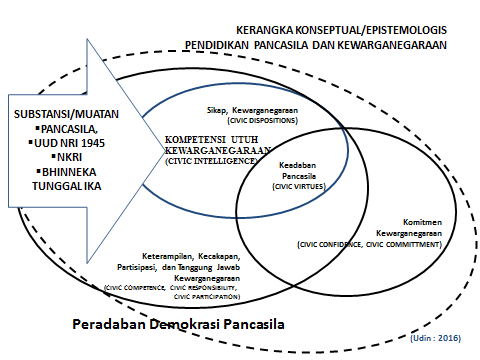 KERANGKA KONSEPTUAL/EPISTEMOLOGIS
PENDIDIKAN PANCASILA DAN KEWARGANEGARAAN
SUBSTANSI/MUATAN
▪PANCASILA,
▪UUD NRI 1945
▪NKRI
▪BHINNEKA
TUNGGAL IKA
Sikap, Kewarganegaraan
(CIVIC DISPOSITIONS)
KOMPETENSI UTUH
KEWARGANEGARAAN
(CIVIC INTELLIGENCE)
Keadaban
Pancasila
(CIVIC VIRTUES)
Komitmen
Kewarganegaraan
(CIVIC CONFIDENCE, CIVIC COMMITTMENT)
Keterampilan, Kecakapan,
Partisipasi, dan Tanggung Jawab
Kewarganegaraan
(CIVIC COMPETENCE, CIVIC RESPONSIBILITY,
CIVIC PARTICIPATION)
Peradaban Demokrasi Pancasila
(Udin : 2016)